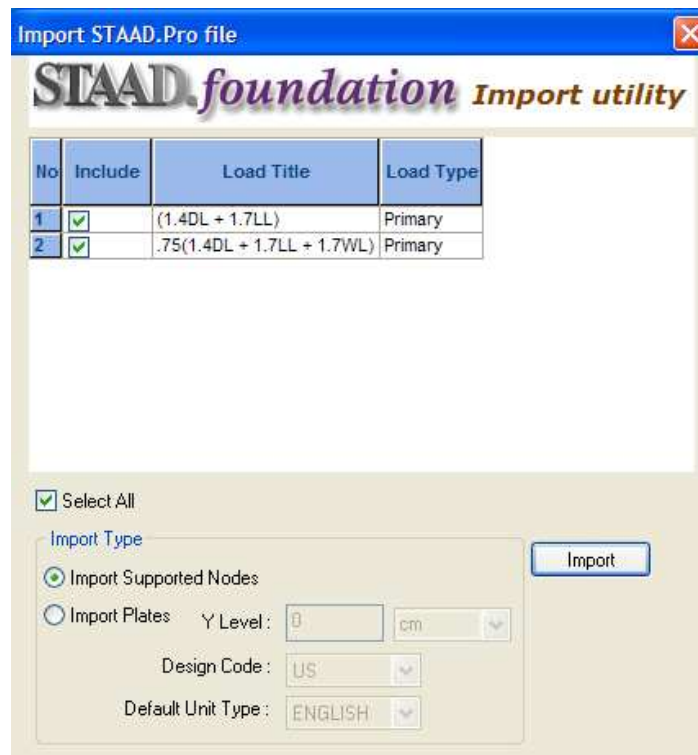 Import STAAD.Pro file
STAAD.foundation Import utility
No Include Load Title Load Type
1 (1.4DL + 1.7LL) Primary
2 .75(1.4DL + 1.7LL + 1.7WL) Primary
Select All
Import Type
Import Supported Nodes
Import
Import Plates Y Level : 0 cm
Design Code : US
Default Unit Type : ENGLISH